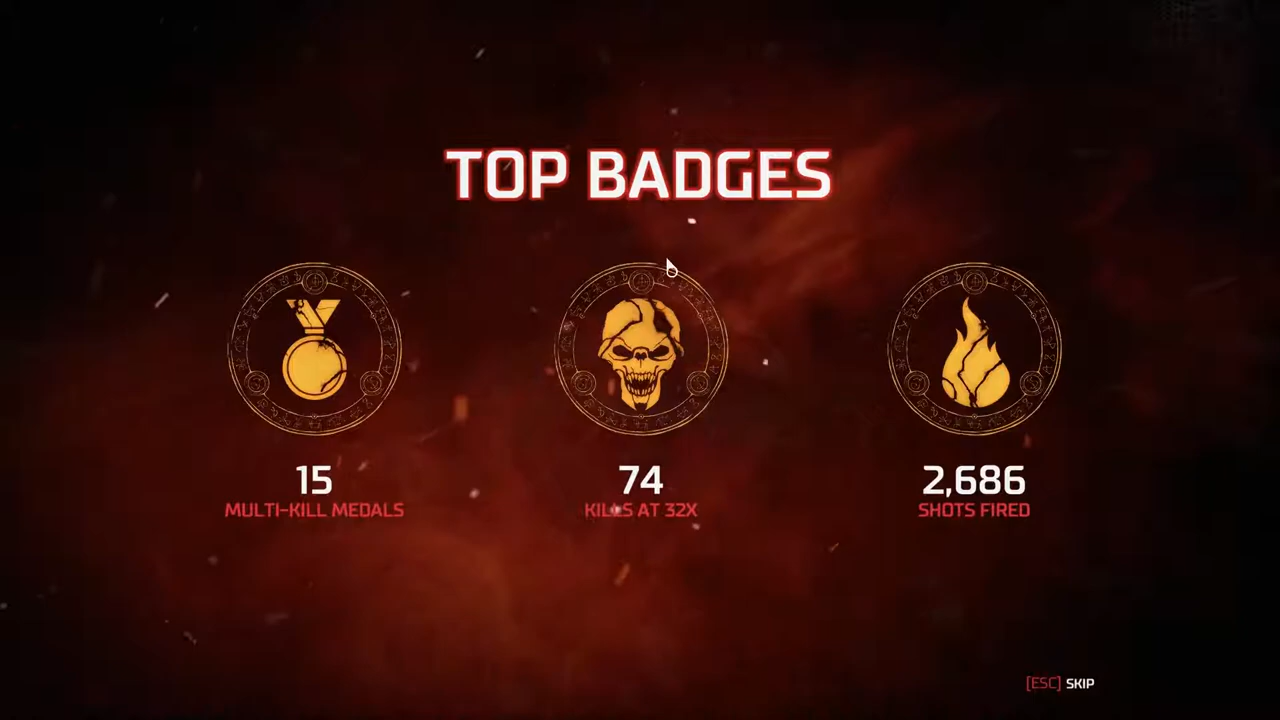 TOP BADGES
15
MULTI-KILL MEDALS
74
KILLS AT 32X
2,686
SHOTS FIRED
[ESC] SKIP